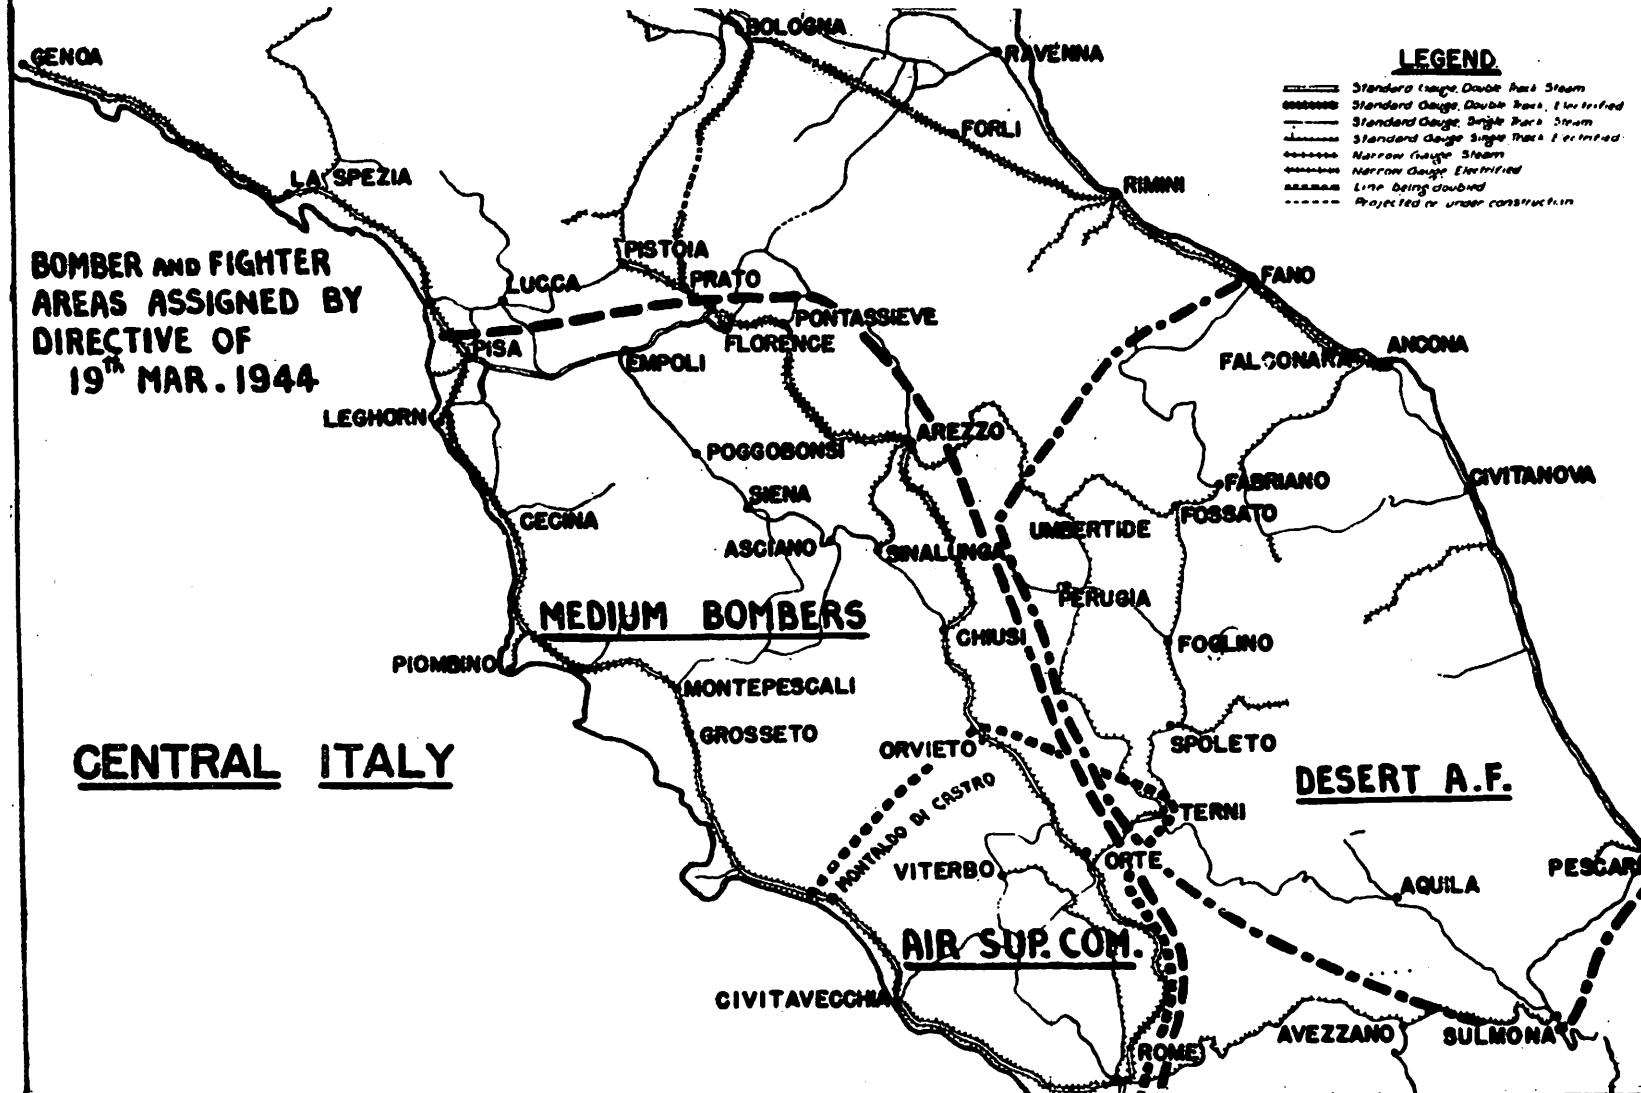 GENOA
BOLOGNA
RAVENNA
LEGEND
Standard Gauge, Double Track Steam
Standard Gauge, Double Track, Electrified
Standard Gauge, Single Track Steam
Standard Gauge Single Track Electrified
Narrow Gauge Steam
Narrow Gauge Electrified
Line being doubled
Projected or under construction
FORLI
LA SPEZIA
RIMINI
BOMBER AND FIGHTER
AREAS ASSIGNED BY
DIRECTIVE OF
19TH MAR. 1944
PISTOIA
LUCCA
PRATO
FANO
PONTASSIEVE
PISA
FLORENCE
EMPOLI
FALCONARA
ANCONA
LEGHORN
AREZZO
POGGOBONSI
SIENA
FABRIANO
CIVITANOVA
CECINA
FOSSATO
UMBERTIDE
ASCIANO
SINALUNGA
PERUGIA
MEDIUM BOMBERS
CHIUSI
FOGLINO
PIOMBINO
MONTEPESCALI
GROSSETO
ORVIETO
SPOLETO
CENTRAL ITALY
MONTALDO DI CASTRO
DESERT A.F.
TERNI
VITERBO
ORTE
PESCAR
AQUILA
AIR SUP. COM.
CIVITAVECCHIA
AVEZZANO
SULMONA
ROME